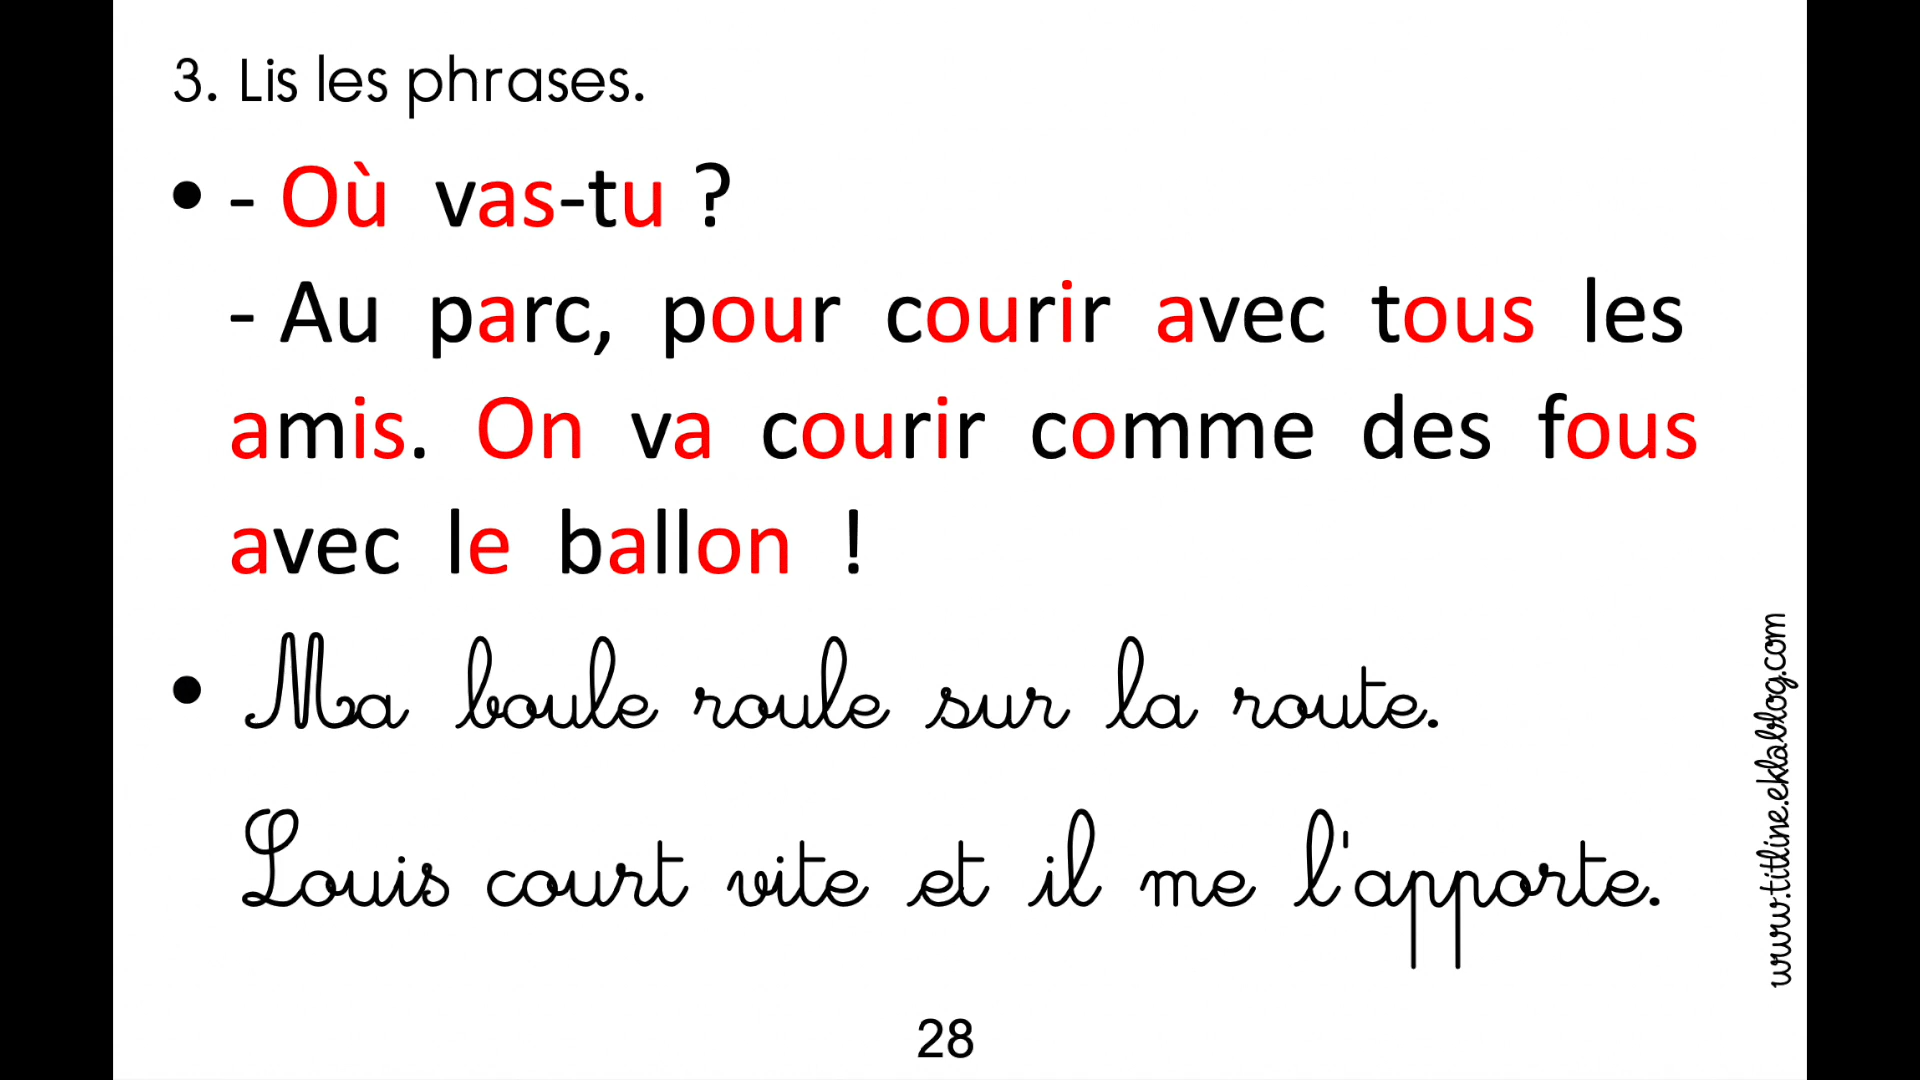 3. Lis les phrases.
• - Où vas-tu ?
- Au parc, pour courir avec tous les
amis. On va courir comme des fous
avec le ballon !
• Ma boule roule sur la route.
Louis court vite et il me l'apporte.
www.titline.eklablog.com
28